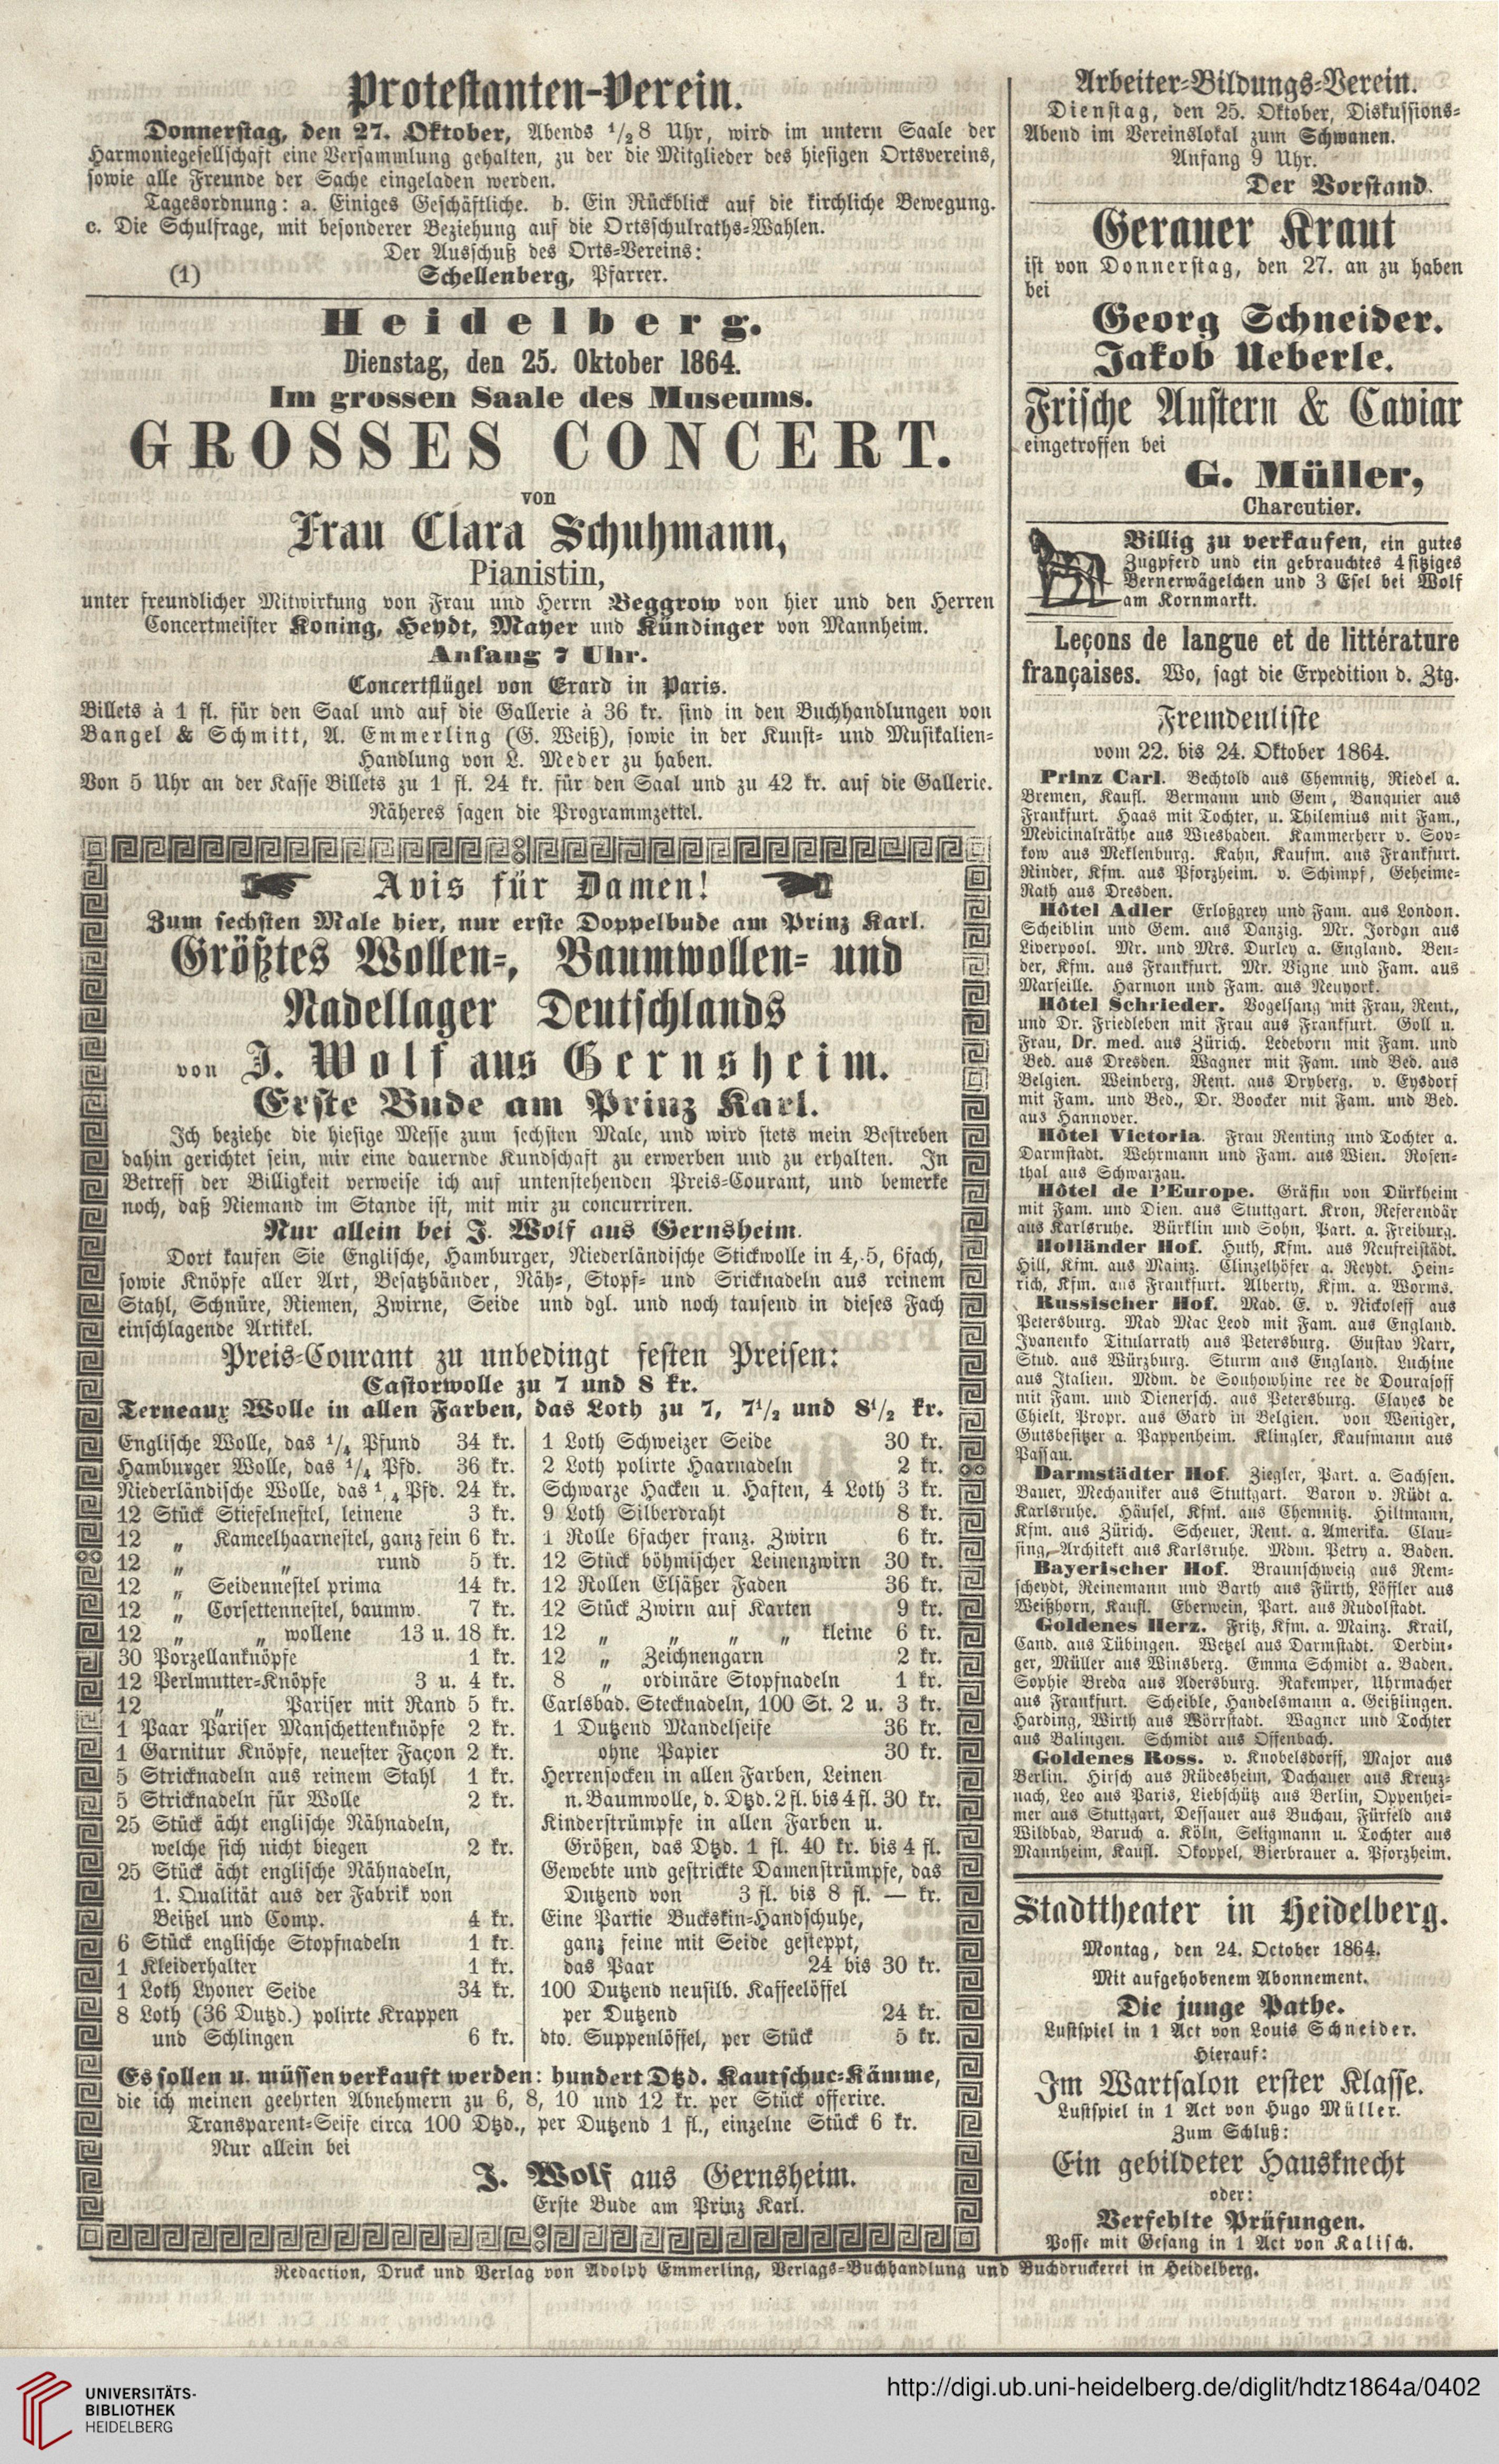 Protestanten-Verein.
Donnerstag, den 27. Oktober, Abends 1/2 8 Uhr, wird im untern Saale der
Harmoniegesellschaft eine Versammlung gehalten, zu der die Mitglieder des hiesigen Ortsvereins,
sowie alle Freunde der Sache eingeladen werden.
Tagesordnung: a. Einiges Geschäftliche. b. Ein Rückblick auf die kirchliche Bewegung.
c. Die Schulfrage, mit besonderer Beziehung auf die Ortsschulraths-Wahlen.
Der Ausschuß des Orts-Vereins:
(1) Schellenberg, Pfarrer.
Heidelberg.
Dienstag, den 25. Oktober 1864.
Im grossen Saale des Museums.
GROSSES CONCERT.
von
Frau Clara Schuhmann,
Pianistin,
unter freundlicher Mitwirkung von Frau und Herrn Beggrow von hier und den Herren
Concertmeister Koning, Heydt, Mayer und Kündinger von Mannheim.
Anfang 7 Uhr.
Concertflügel von Erard in Paris.
Billets à 1 fl. für den Saal und auf die Gallerie à 36 kr. sind in den Buchhandlungen von
Bangel & Schmitt, A. Emmerling (G. Weiß), sowie in der Kunst- und Musikalien-
Handlung von L. Meder zu haben.
Von 5 Uhr an der Kasse Billets zu 1 fl. 24 kr. für den Saal und zu 42 kr. auf die Gallerie.
Näheres sagen die Programmzettel.
Avis für Damen!
Zum sechsten Male hier, nur erste Doppelbude am Prinz Karl.
Größtes Wollen-, Baumwollen- und
Nadellager Deutschlands
von J. Wolf aus Gernsheim.
Erste Bude am Prinz Karl.
Ich beziehe die hiesige Messe zum sechsten Male, und wird stets mein Bestreben
dahin gerichtet sein, mir eine dauernde Kundschaft zu erwerben und zu erhalten. In
Betreff der Billigkeit verweise ich auf untenstehenden Preis-Courant, und bemerke
noch, daß Niemand im Stande ist, mit mir zu concurriren.
Nur allein bei J. Wolf aus Gernsheim.
Dort kaufen Sie Englische, Hamburger, Niederländische Stickwolle in 4, 5, 6fach,
sowie Knöpfe aller Art, Besatzbänder, Näh-, Stopf- und Sricknadeln aus reinem
Stahl, Schnüre, Riemen, Zwirne, Seide und dgl. und noch tausend in dieses Fach
einschlagende Artikel.
Preis-Courant zu unbedingt festen Preisen:
Castorwolle zu 7 und 8 kr.
Terneaux Wolle in allen Farben, das Loth zu 7, 7 1/2 und 8 1/2 kr.
Englische Wolle, das 1/4 Pfund 34 kr.
Hamburger Wolle, das 1/4 Pfd. 36 kr.
Niederländische Wolle, das 1/4 Pfd. 24 kr.
12 Stück Stiefelnestel, leinene 3 kr.
12 „ Kameelhaarnestel, ganz fein 6 kr.
12 „ „ rund 5 kr.
12 „ Seidennestel prima 14 kr.
12 „ Corsettennestel, baumw. 7 kr.
12 „ „ wollene 13 u. 18 kr.
30 Porzellanknöpfe 1 kr.
12 Perlmutter-Knöpfe 3 u. 4 kr.
12 „ Pariser mit Rand 5 kr.
1 Paar Pariser Manschettenknöpfe 2 kr.
1 Garnitur Knöpfe, neuester Façon 2 kr.
5 Stricknadeln aus reinem Stahl 1 kr.
5 Stricknadeln für Wolle 2 kr.
25 Stück ächt englische Nähnadeln,
welche sich nicht biegen 2 kr.
25 Stück ächt englische Nähnadeln,
1. Qualität aus der Fabrik von
Beißel und Comp. 4 kr.
6 Stück englische Stopfnadeln 1 kr.
1 Kleiderhalter 1 kr.
1 Loth Lyoner Seide 34 kr.
8 Loth (36 Dutzd.) polirte Krappen
und Schlingen 6 kr.
1 Loth Schweizer Seide 30 kr.
2 Loth polirte Haarnadeln 2 kr.
Schwarze Hacken u. Haften, 4 Loth 3 kr.
9 Loth Silberdraht 8 kr.
1 Rolle 6facher franz. Zwirn 6 kr.
12 Stück böhmischer Leinenzwirn 30 kr.
12 Rollen Elsäßer Faden 36 kr.
12 Stück Zwirn auf Karten 9 kr.
12 „ „ „ „ kleine 6 kr.
12 „ Zeichnengarn 2 kr.
8 „ ordinäre Stopfnadeln 1 kr.
Carlsbad. Stecknadeln, 100 St. 2 u. 3 kr.
1 Dutzend Mandelseife 36 kr.
ohne Papier 30 kr.
Herrensocken in allen Farben, Leinen
n. Baumwolle, d. Dtzd. 2 fl. bis 4 fl. 30 kr.
Kinderstrümpfe in allen Farben u.
Größen, das Dtzd. 1 fl. 40 kr. bis 4 fl.
Gewebte und gestrickte Damenstrümpfe, das
Dutzend von 3 fl. bis 8 fl. — kr.
Eine Partie Buckskin-Handschuhe,
ganz feine mit Seide gesteppt,
das Paar 24 bis 30 kr.
100 Dutzend neusilb. Kaffeelöffel
per Dutzend 24 kr.
dto. Suppenlöffel, per Stück 5 kr.
Es sollen u. müssen verkauft werden: hundert Dtzd. Kautschuc-Kämme,
die ich meinen geehrten Abnehmern zu 6, 8, 10 und 12 kr. per Stück offerire.
Transparent-Seife circa 100 Dtzd., per Dutzend 1 fl., einzelne Stück 6 kr.
Nur allein bei
J. Wolf aus Gernsheim.
Erste Bude am Prinz Karl.
Arbeiter-Bildungs-Verein.
Dienstag, den 25. Oktober, Diskussions-
Abend im Vereinslokal zum Schwanen.
Anfang 9 Uhr.
Der Vorstand.
Gerauer Kraut
ist von Donnerstag, den 27. an zu haben
bei
Georg Schneider.
Jakob Ueberle.
Frische Austern & Caviar
eingetroffen bei
G. Müller,
Charcutier.
Billig zu verkaufen, ein gutes
Zugpferd und ein gebrauchtes 4 sitziges
Bernerwägelchen und 3 Esel bei Wolf
am Kornmarkt.
Leçons de langue et de littérature
françaises. Wo, sagt die Expedition d. Ztg.
Fremdenliste
vom 22. bis 24. Oktober 1864.
Prinz Carl. Bechtold aus Chemnitz, Riedel a.
Bremen, Kaufl. Bermann und Gem, Banquier aus
Frankfurt. Haas mit Tochter, u. Thilemius mit Fam.,
Medicinalräthe aus Wiesbaden. Kammerherr v. Sov-
kow aus Meklenburg. Kahn, Kaufm. aus Frankfurt.
Rinder, Kfm. aus Pforzheim. v. Schimpf, Geheime-
Rath aus Dresden.
Hôtel Adler Erloßgrey und Fam. aus London.
Scheiblin und Gem. aus Danzig. Mr. Jordan aus
Liverpool. Mr. und Mrs. Durley a. England. Ben-
der, Kfm. aus Frankfurt. Mr. Vigne und Fam. aus
Marseille. Harmon und Fam. aus Neuyork.
Hôtel Schrieder. Vogelsang mit Frau, Rent.,
und Dr. Friedleben mit Frau aus Frankfurt. Goll u.
Frau, Dr. med. aus Zürich. Ledeborn mit Fam. und
Bed. aus Dresden. Wagner mit Fam. und Bed. aus
Belgien. Weinberg, Rent. aus Dryberg. v. Eysdorf
mit Fam. und Bed., Dr. Boocker mit Fam. und Bed.
aus Hannover.
Hôtel Victoria. Frau Renting und Tochter a.
Darmstadt. Wehrmann und Fam. aus Wien. Rosen-
thal aus Schwarzau.
Hôtel de l'Europe. Gräfin von Dürkheim
mit Fam. und Dien. aus Stuttgart. Kron, Referendär
aus Karlsruhe. Bürklin und Sohn, Part. a. Freiburg.
Holländer Hof. Huth, Kfm. aus Neufreistädt.
Hill, Kfm. aus Mainz. Clinzelhöfer a. Reydt. Hein-
rich, Kfm. aus Frankfurt. Alberty, Kfm. a. Worms.
Russischer Hof. Mad. E. v. Nickoleff aus
Petersburg. Mad Mac Leod mit Fam. aus England.
Ivanenko Titularrath aus Petersburg. Gustav Narr,
Stud. aus Würzburg. Sturm aus England. Luchine
aus Italien. Mdm. de Souhowhine ree de Dourasoff
mit Fam. und Dienersch. aus Petersburg. Clayes de
Chielt, Propr. aus Gard in Belgien. von Weniger,
Gutsbesitzer a. Pappenheim. Klingler, Kaufmann aus
Passau.
Darmstädter Hof. Ziegler, Part. a. Sachsen.
Bauer, Mechaniker aus Stuttgart. Baron v. Rüdt a.
Karlsruhe. Häusel, Kfm. aus Chemnitz. Hillmann,
Kfm. aus Zürich. Scheuer, Rent. a. Amerika. Clau-
sing, Architekt aus Karlsruhe. Mdm. Petry a. Baden.
Bayerischer Hof. Braunschweig aus Rem-
scheydt, Reinemann und Barth aus Fürth, Löffler aus
Weißhorn, Kaufl. Eberwein, Part. aus Rudolstadt.
Goldenes Herz. Fritz, Kfm. a. Mainz. Krail,
Cand. aus Tübingen. Wetzel aus Darmstadt. Derdin-
ger, Müller aus Winsberg. Emma Schmidt a. Baden.
Sophie Breda aus Adersburg. Rakemper, Uhrmacher
aus Frankfurt. Scheible, Handelsmann a. Geißlingen.
Harding, Wirth aus Wörrstadt. Wagner und Tochter
aus Balingen. Schmidt aus Offenbach.
Goldenes Ross. v. Knobelsdorff, Major aus
Berlin. Hirsch aus Rüdesheim, Dachauer aus Kreuz-
nach, Leo aus Paris, Liebschütz aus Berlin, Oppenhei-
mer aus Stuttgart, Dessauer aus Buchau, Fürfeld aus
Wildbad, Baruch a. Köln, Seligmann u. Tochter aus
Mannheim, Kaufl. Okoppel, Bierbrauer a. Pforzheim.
Stadttheater in Heidelberg.
Montag, den 24. October 1864.
Mit aufgehobenem Abonnement.
Die junge Pathe.
Lustspiel in 1 Act von Louis Schneider.
Hierauf:
Im Wartsalon erster Klasse.
Lustspiel in 1 Act von Hugo Müller.
Zum Schluß:
Ein gebildeter Hausknecht
oder:
Verfehlte Prüfungen.
Posse mit Gesang in 1 Act von Kalisch.
Redaction, Druck und Verlag von Adolph Emmerling, Verlags-Buchhandlung und Buchdruckerei in Heidelberg.
UNIVERSITÄTS-
BIBLIOTHEK
HEIDELBERG
http://digi.ub.uni-heidelberg.de/diglit/hdtz1864a/0402